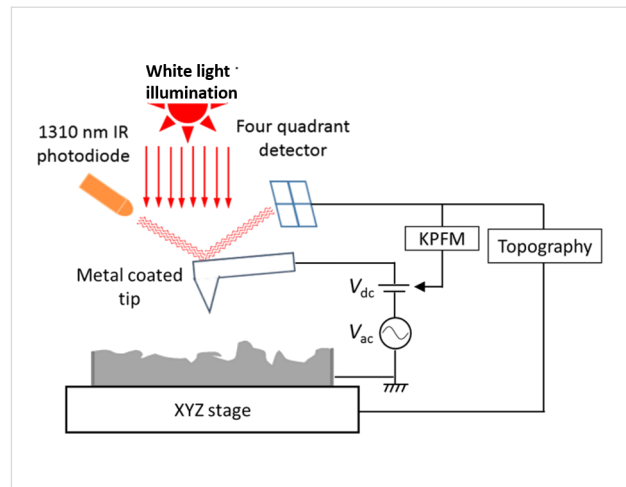 White light
illumination
1310 nm IR
photodiode
Four quadrant
detector
KPFM
Topography
Metal coated
tip
Vdc
Vac
XYZ stage